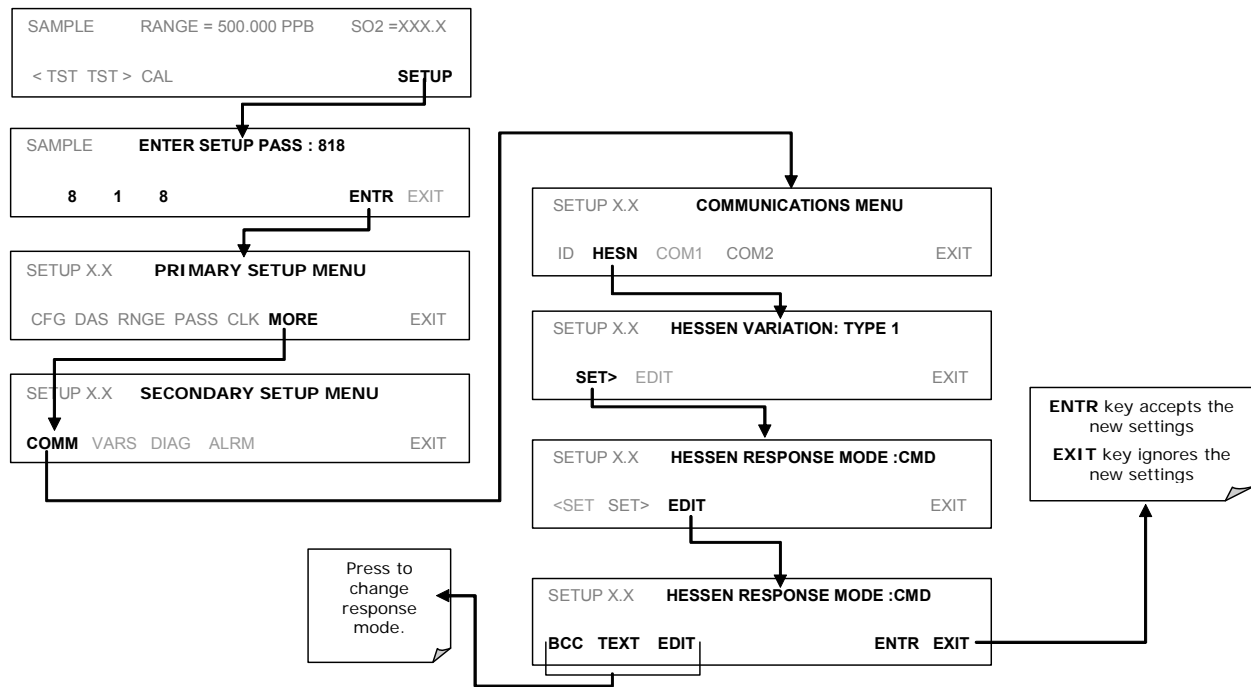 SAMPLE RANGE = 500.000 PPB SO2 =XXX.X
< TST TST > CAL SETUP
SAMPLE ENTER SETUP PASS : 818
8 1 8 ENTR EXIT
SETUP X.X PRIMARY SETUP MENU
CFG DAS RNGE PASS CLK MORE EXIT
SETUP X.X SECONDARY SETUP MENU
COMM VARS DIAG ALRM EXIT
SETUP X.X COMMUNICATIONS MENU
ID HESN COM1 COM2 EXIT
SETUP X.X HESSEN VARIATION: TYPE 1
SET> EDIT EXIT
SETUP X.X HESSEN RESPONSE MODE :CMD
<SET SET> EDIT EXIT
SETUP X.X HESSEN RESPONSE MODE :CMD
BCC TEXT EDIT ENTR EXIT
Press to
change
response
mode.
ENTR key accepts the
new settings
EXIT key ignores the
new settings